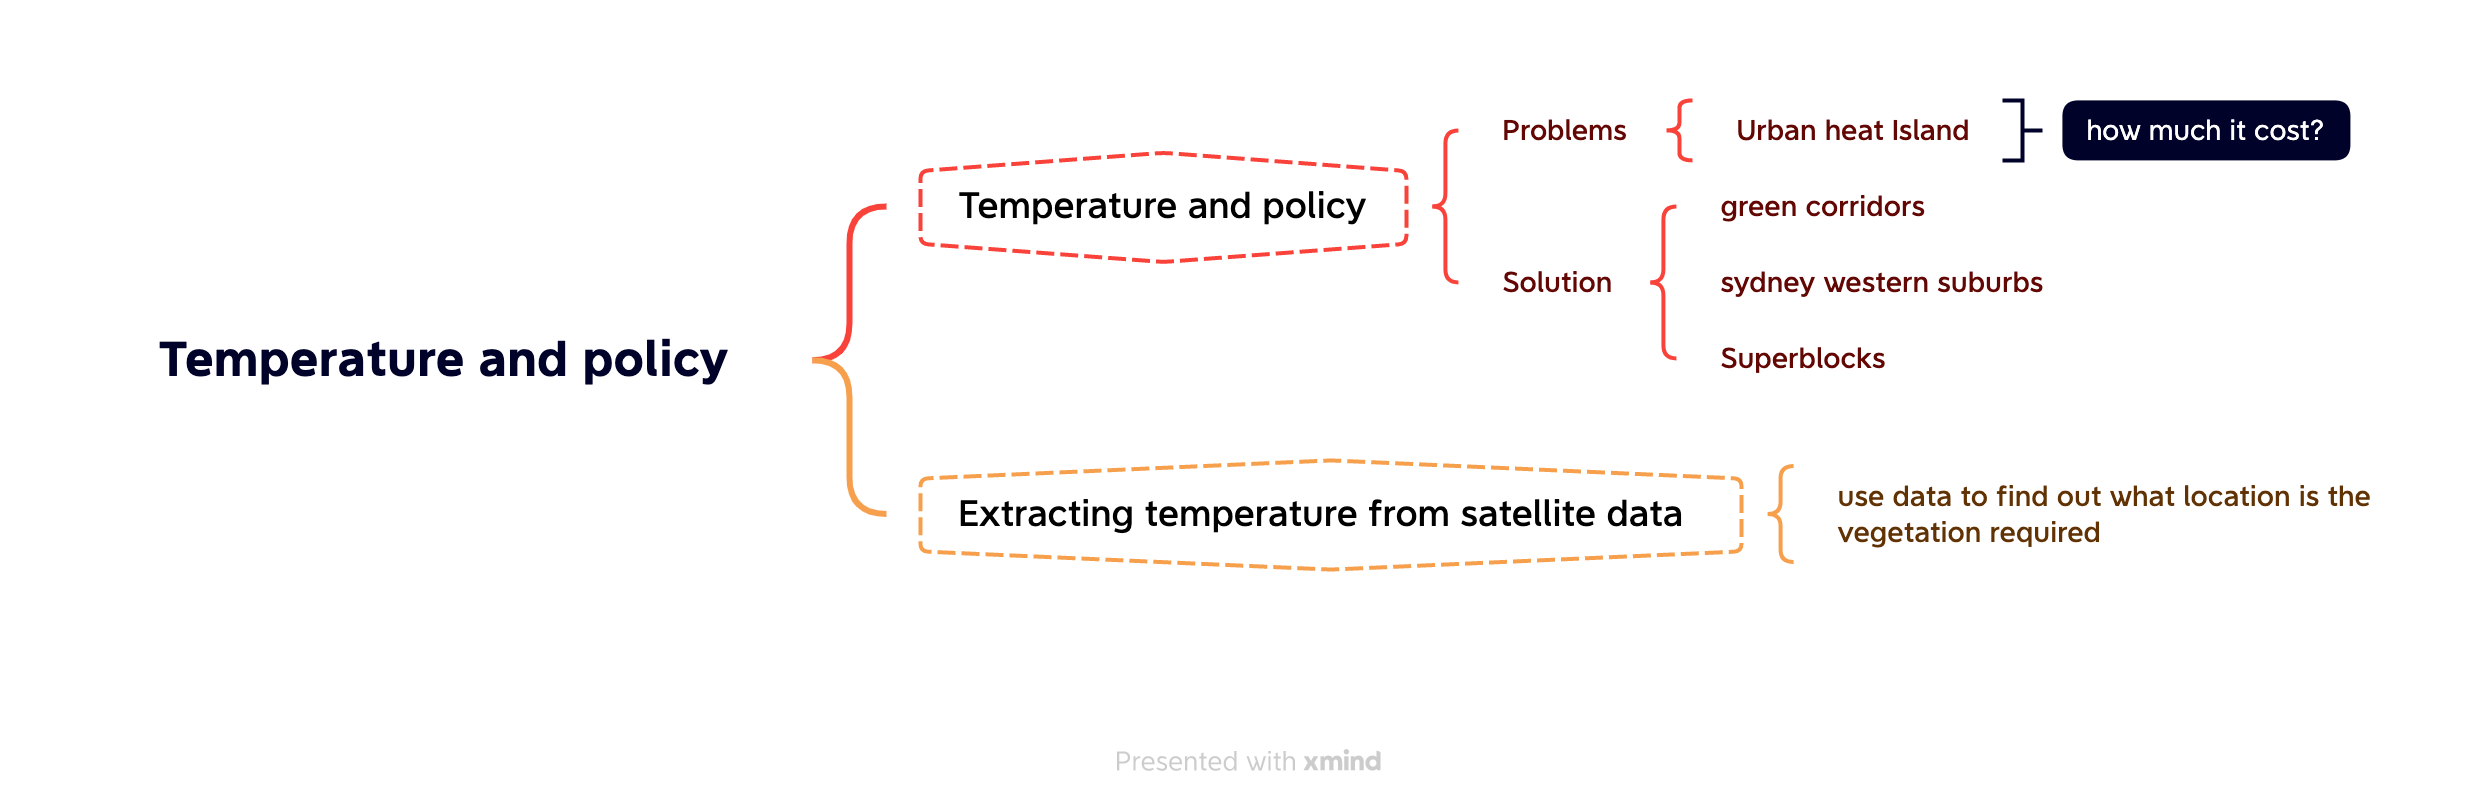 Temperature and policy
Temperature and policy
Problems
Urban heat Island
how much it cost?
Solution
green corridors
sydney western suburbs
Superblocks
Extracting temperature from satellite data
use data to find out what location is the
vegetation required
Presented with xmind